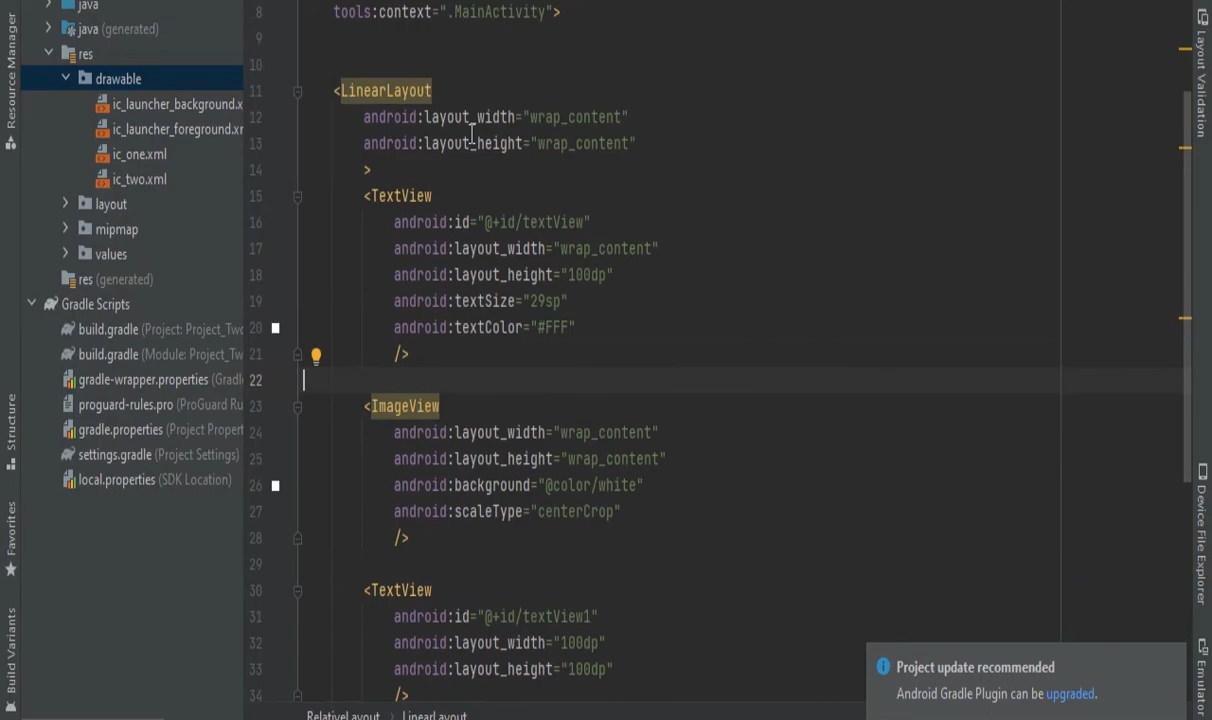 Resource Manager
java
java (generated)
res
drawable
ic_launcher_background.x
ic_launcher_foreground.xr
ic_one.xml
ic_two.xml
layout
mipmap
values
res (generated)
Gradle Scripts
build.gradle (Project: Project_Two
build.gradle (Module: Project_Tw
gradle-wrapper.properties (Gradl
proguard-rules.pro (ProGuard Ru
gradle.properties (Project Propert
settings.gradle (Project Settings)
local.properties (SDK Location)
Structure
Favorites
Build Variants
8 tools:context=".MainActivity">
9
10
11 <LinearLayout
12 android:layout_width="wrap_content"
13 android:layout_height="wrap_content"
14 >
15 <TextView
16 android:id="@+id/textView"
17 android:layout_width="wrap_content"
18 android:layout_height="100dp"
19 android:textSize="29sp"
20 android:textColor="#FFF"
21 />
22
23 <ImageView
24 android:layout_width="wrap_content"
25 android:layout_height="wrap_content"
26 android:background="@color/white"
27 android:scaleType="centerCrop"
28 />
29
30 <TextView
31 android:id="@+id/textView1"
32 android:layout_width="100dp"
33 android:layout_height="100dp"
34 />
RelativeLayout LinearLayout
Project update recommended
Android Gradle Plugin can be upgraded.
Layout Validation
Device File Explorer
Emulator